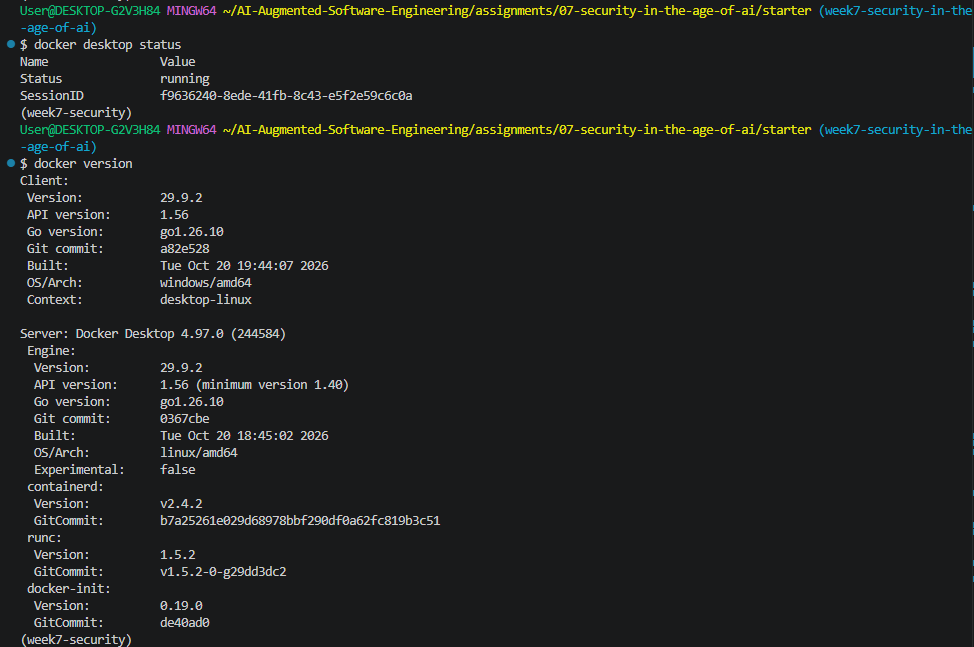 User@DESKTOP-G2V3H84 MINGW64 ~/AI-Augmented-Software-Engineering/assignments/07-security-in-the-age-of-ai/starter (week7-security-in-the
-age-of-ai)
$ docker desktop status
Name                Value
Status              running
SessionID           f9636240-8ede-41fb-8c43-e5f2e59c6c0a
(week7-security)
User@DESKTOP-G2V3H84 MINGW64 ~/AI-Augmented-Software-Engineering/assignments/07-security-in-the-age-of-ai/starter (week7-security-in-the
-age-of-ai)
$ docker version
Client:
 Version:           29.9.2
 API version:       1.56
 Go version:        go1.26.10
 Git commit:        a82e528
 Built:             Tue Oct 20 19:44:07 2026
 OS/Arch:           windows/amd64
 Context:           desktop-linux

Server: Docker Desktop 4.97.0 (244584)
 Engine:
  Version:          29.9.2
  API version:      1.56 (minimum version 1.40)
  Go version:       go1.26.10
  Git commit:       0367cbe
  Built:            Tue Oct 20 18:45:02 2026
  OS/Arch:          linux/amd64
  Experimental:     false
 containerd:
  Version:          v2.4.2
  GitCommit:        b7a25261e029d68978bbf290df0a62fc819b3c51
 runc:
  Version:          1.5.2
  GitCommit:        v1.5.2-0-g29dd3dc2
 docker-init:
  Version:          0.19.0
  GitCommit:        de40ad0
(week7-security)